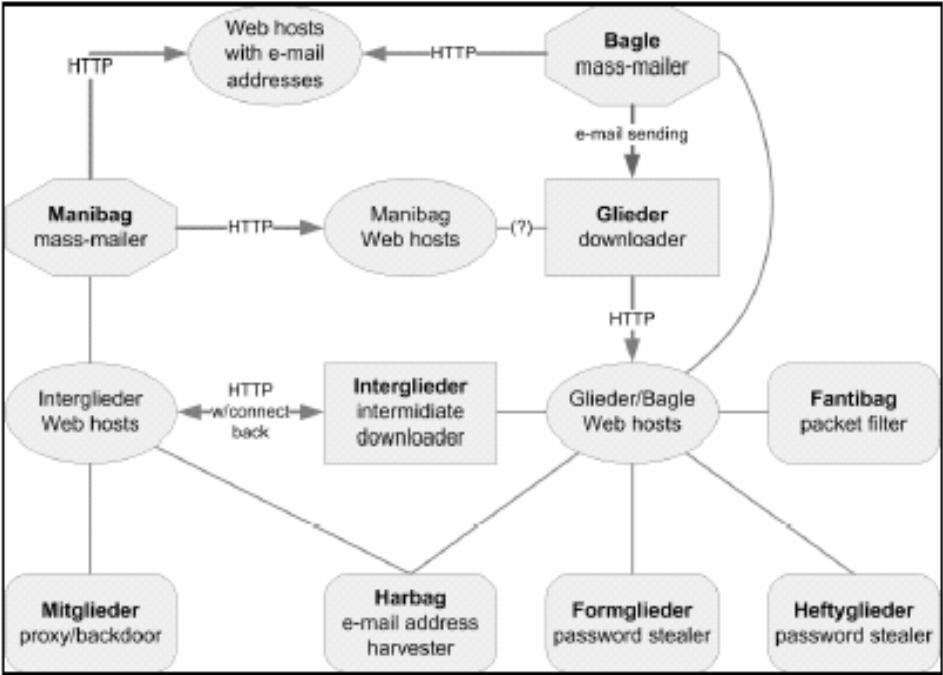 Web hosts
with e-mail
addresses
HTTP
HTTP
Bagle
mass-mailer
e-mail sending
Manibag
mass-mailer
HTTP
Manibag
Web hosts
(?)
Glieder
downloader
HTTP
Interglieder
Web hosts
HTTP
w/connect
back
Interglieder
intermidiate
downloader
Glieder/Bagle
Web hosts
Fantibag
packet filter
Mitglieder
proxy/backdoor
Harbag
e-mail address
harvester
Formglieder
password stealer
Heftyglieder
password stealer